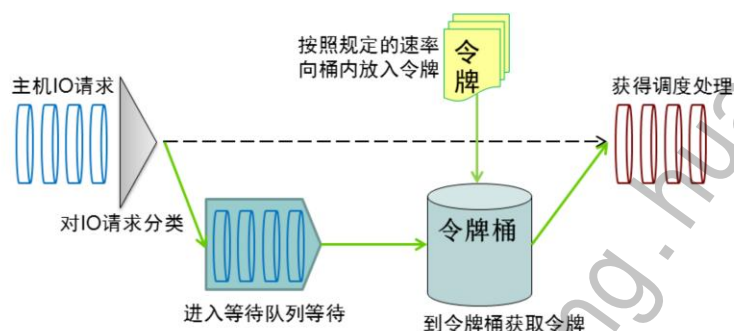 按照规定的速率
向桶内放入令牌
令
牌
主机IO请求
获得调度处理
对IO请求分类
令牌桶
进入等待队列等待
到令牌桶获取令牌
ng.hua